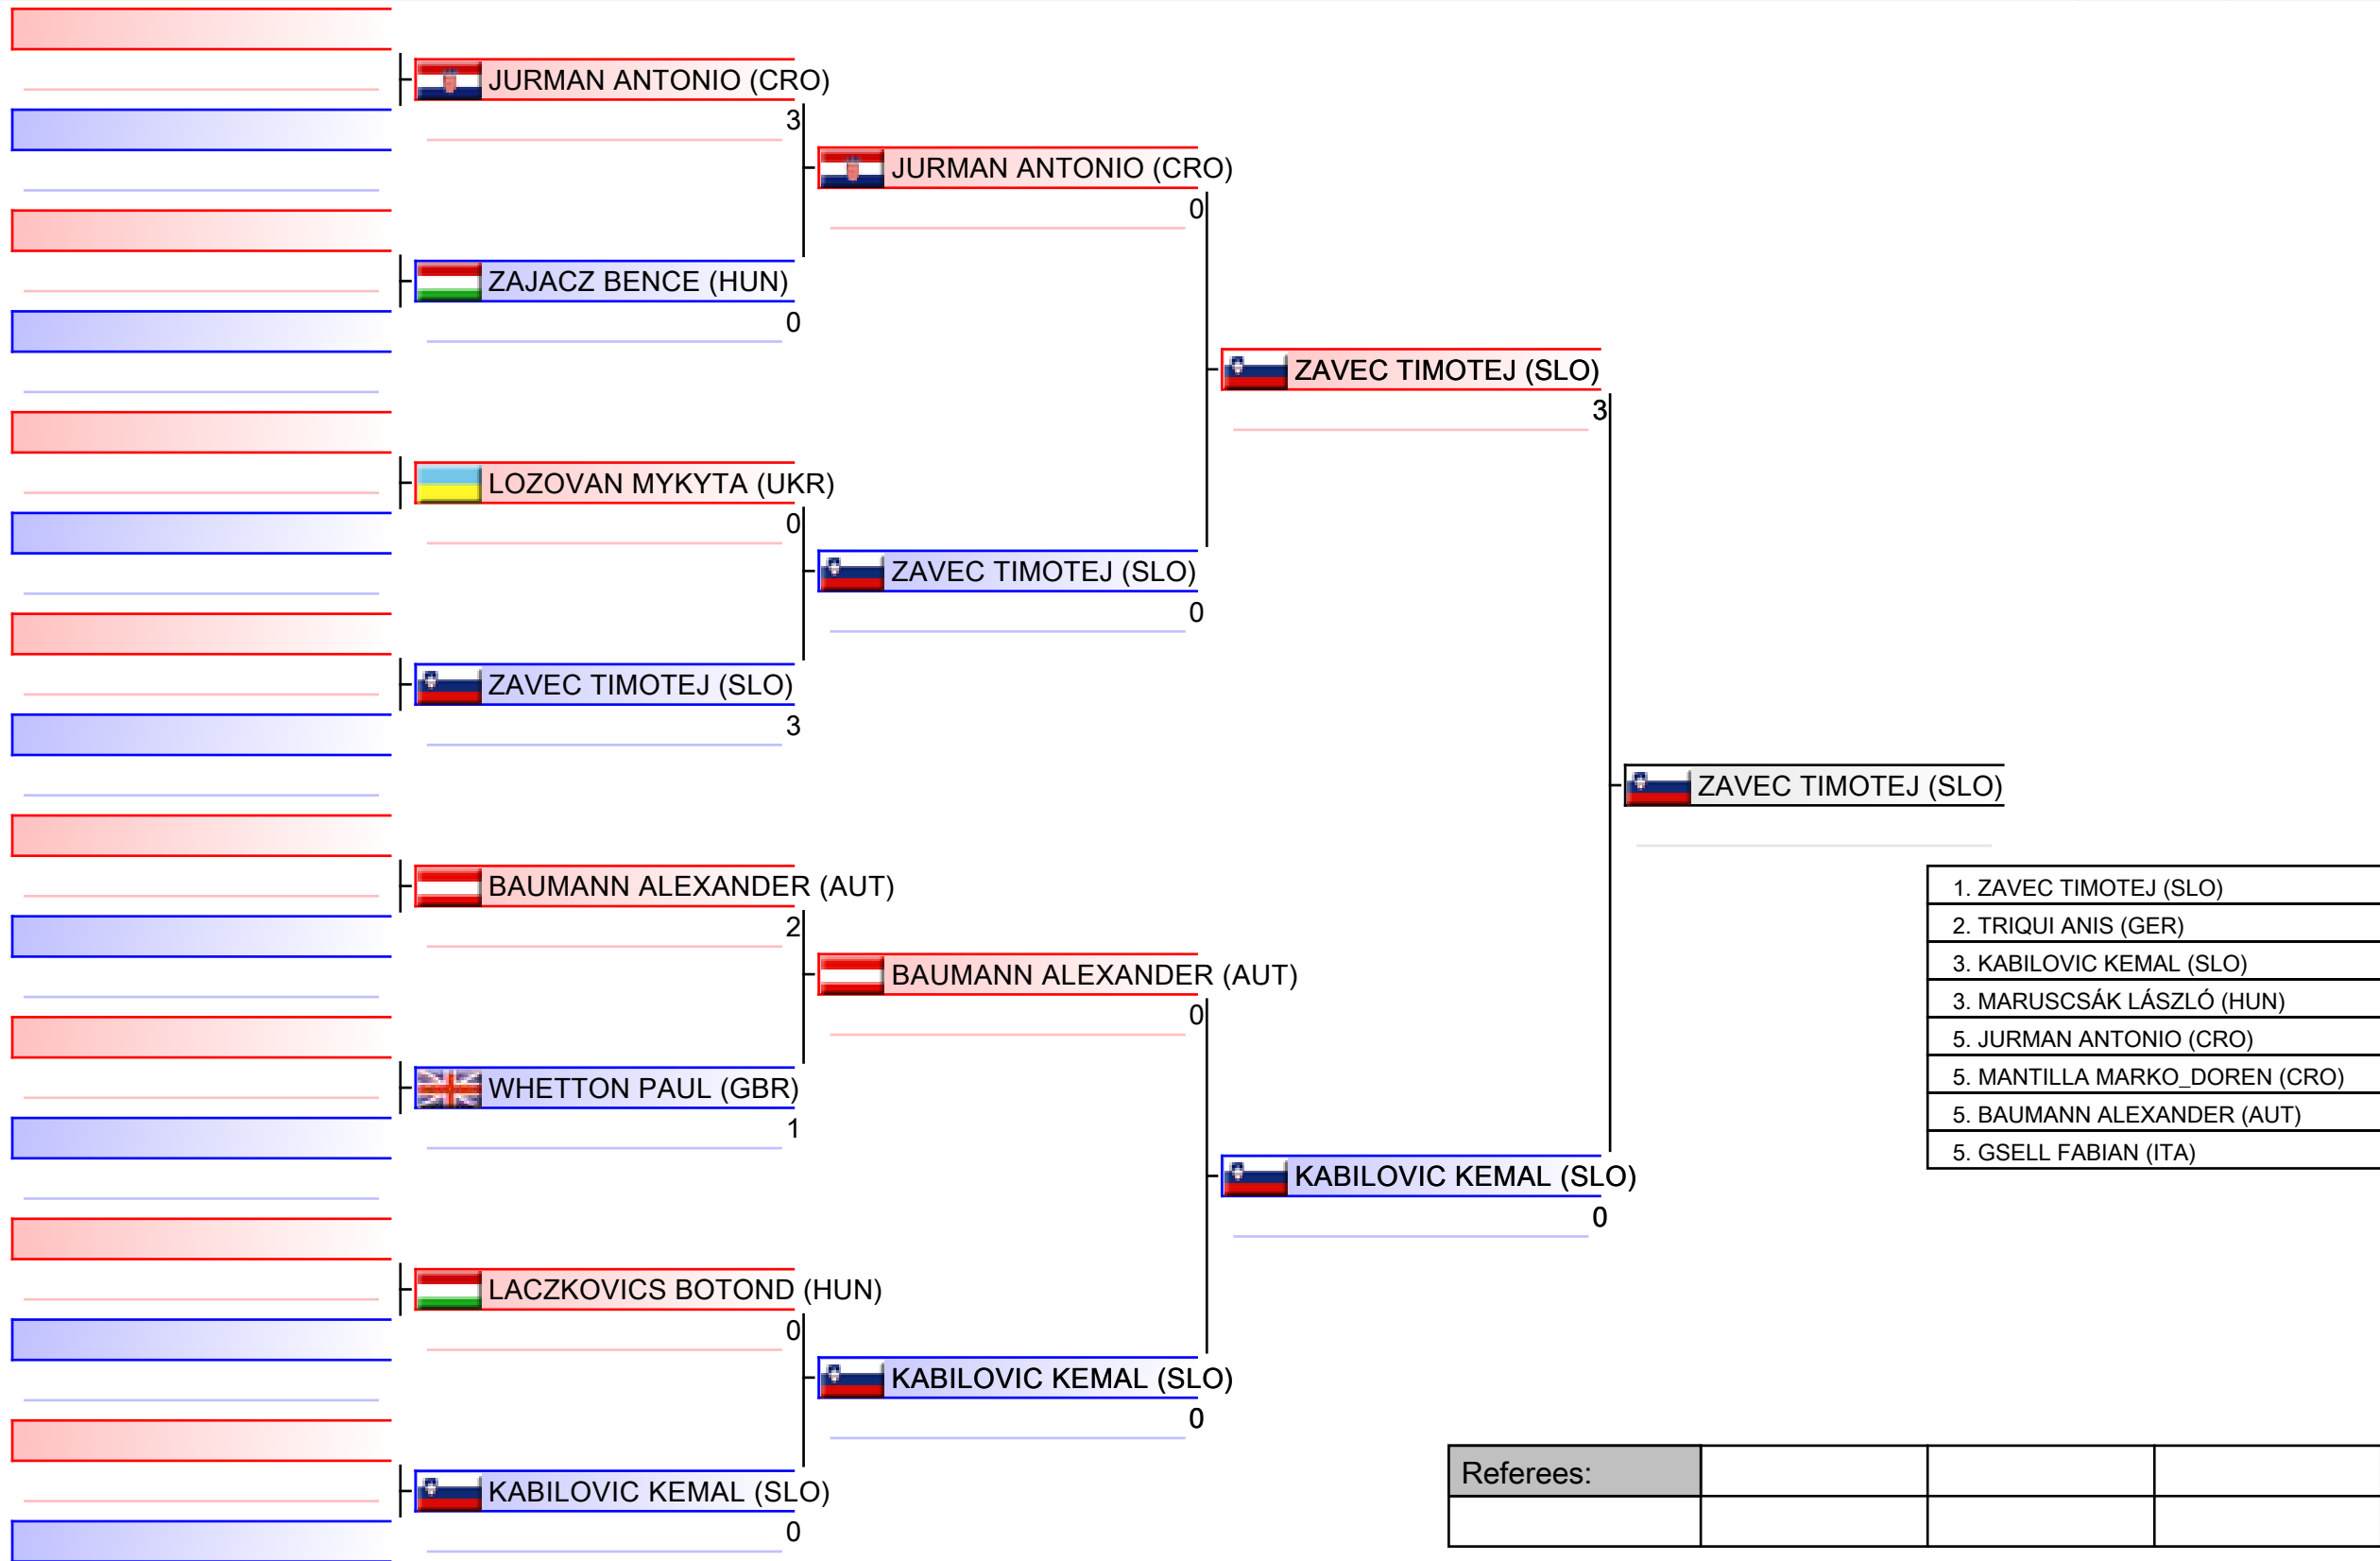 JURMAN ANTONIO (CRO)
3
JURMAN ANTONIO (CRO)
0
ZAJACZ BENCE (HUN)
0
ZAVEC TIMOTEJ (SLO)
3
LOZOVAN MYKYTA (UKR)
0
ZAVEC TIMOTEJ (SLO)
0
ZAVEC TIMOTEJ (SLO)
3
ZAVEC TIMOTEJ (SLO)
BAUMANN ALEXANDER (AUT)
2
BAUMANN ALEXANDER (AUT)
0
WHETTON PAUL (GBR)
1
KABILOVIC KEMAL (SLO)
0
LACZKOVICS BOTOND (HUN)
0
KABILOVIC KEMAL (SLO)
0
KABILOVIC KEMAL (SLO)
0
1. ZAVEC TIMOTEJ (SLO)
2. TRIQUI ANIS (GER)
3. KABILOVIC KEMAL (SLO)
3. MARUSCSÁK LÁSZLÓ (HUN)
5. JURMAN ANTONIO (CRO)
5. MANTILLA MARKO_DOREN (CRO)
5. BAUMANN ALEXANDER (AUT)
5. GSELL FABIAN (ITA)
Referees: